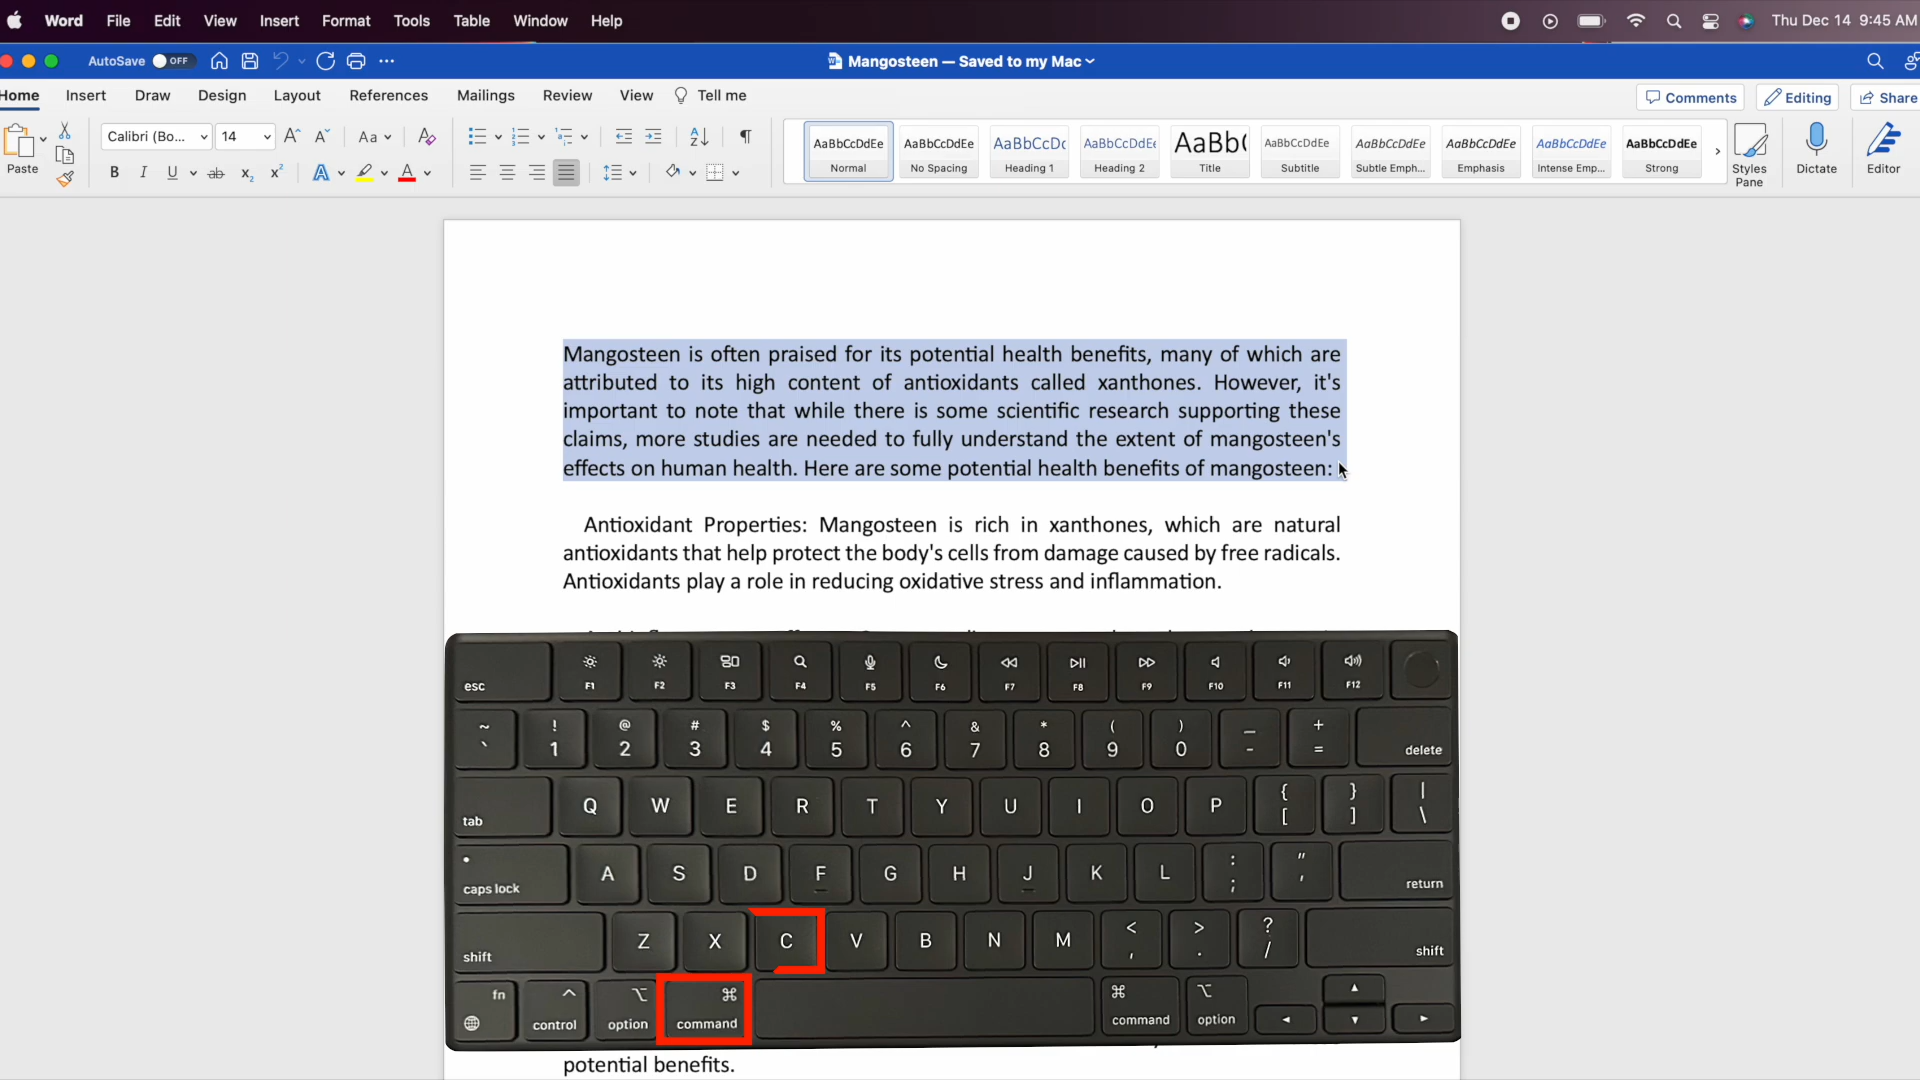 Word File Edit View Insert Format Tools Table Window Help Thu Dec 14 9:45 AM
AutoSave OFF Mangosteen — Saved to my Mac
Home Insert Draw Design Layout References Mailings Review View Tell me Comments Editing Share
Paste Calibri (Bo... 14 Aa
AaBbCcDdEe AaBbCcDdEe AaBbCcDc AaBbCcDdEe AaBb( AaBbCcDdEe AaBbCcDdEe AaBbCcDdEe AaBbCcDdEe AaBbCcDdEe
Normal No Spacing Heading 1 Heading 2 Title Subtitle Subtle Emph... Emphasis Intense Emp... Strong
Styles Pane Dictate Editor
Mangosteen is often praised for its potential health benefits, many of which are
attributed to its high content of antioxidants called xanthones. However, it's
important to note that while there is some scientific research supporting these
claims, more studies are needed to fully understand the extent of mangosteen's
effects on human health. Here are some potential health benefits of mangosteen:
Antioxidant Properties: Mangosteen is rich in xanthones, which are natural
antioxidants that help protect the body's cells from damage caused by free radicals.
Antioxidants play a role in reducing oxidative stress and inflammation.
esc F1 F2 F3 F4 F5 F6 F7 F8 F9 F10 F11 F12
~ ! @ # $ % ^ & * ( ) _ +
` 1 2 3 4 5 6 7 8 9 0 - = delete
tab Q W E R T Y U I O P { [ } ] | \
caps lock A S D F G H J K L : ; " ' return
shift Z X C V B N M < , > . ? / shift
fn control option ⌘ command ⌘ command option
potential benefits.